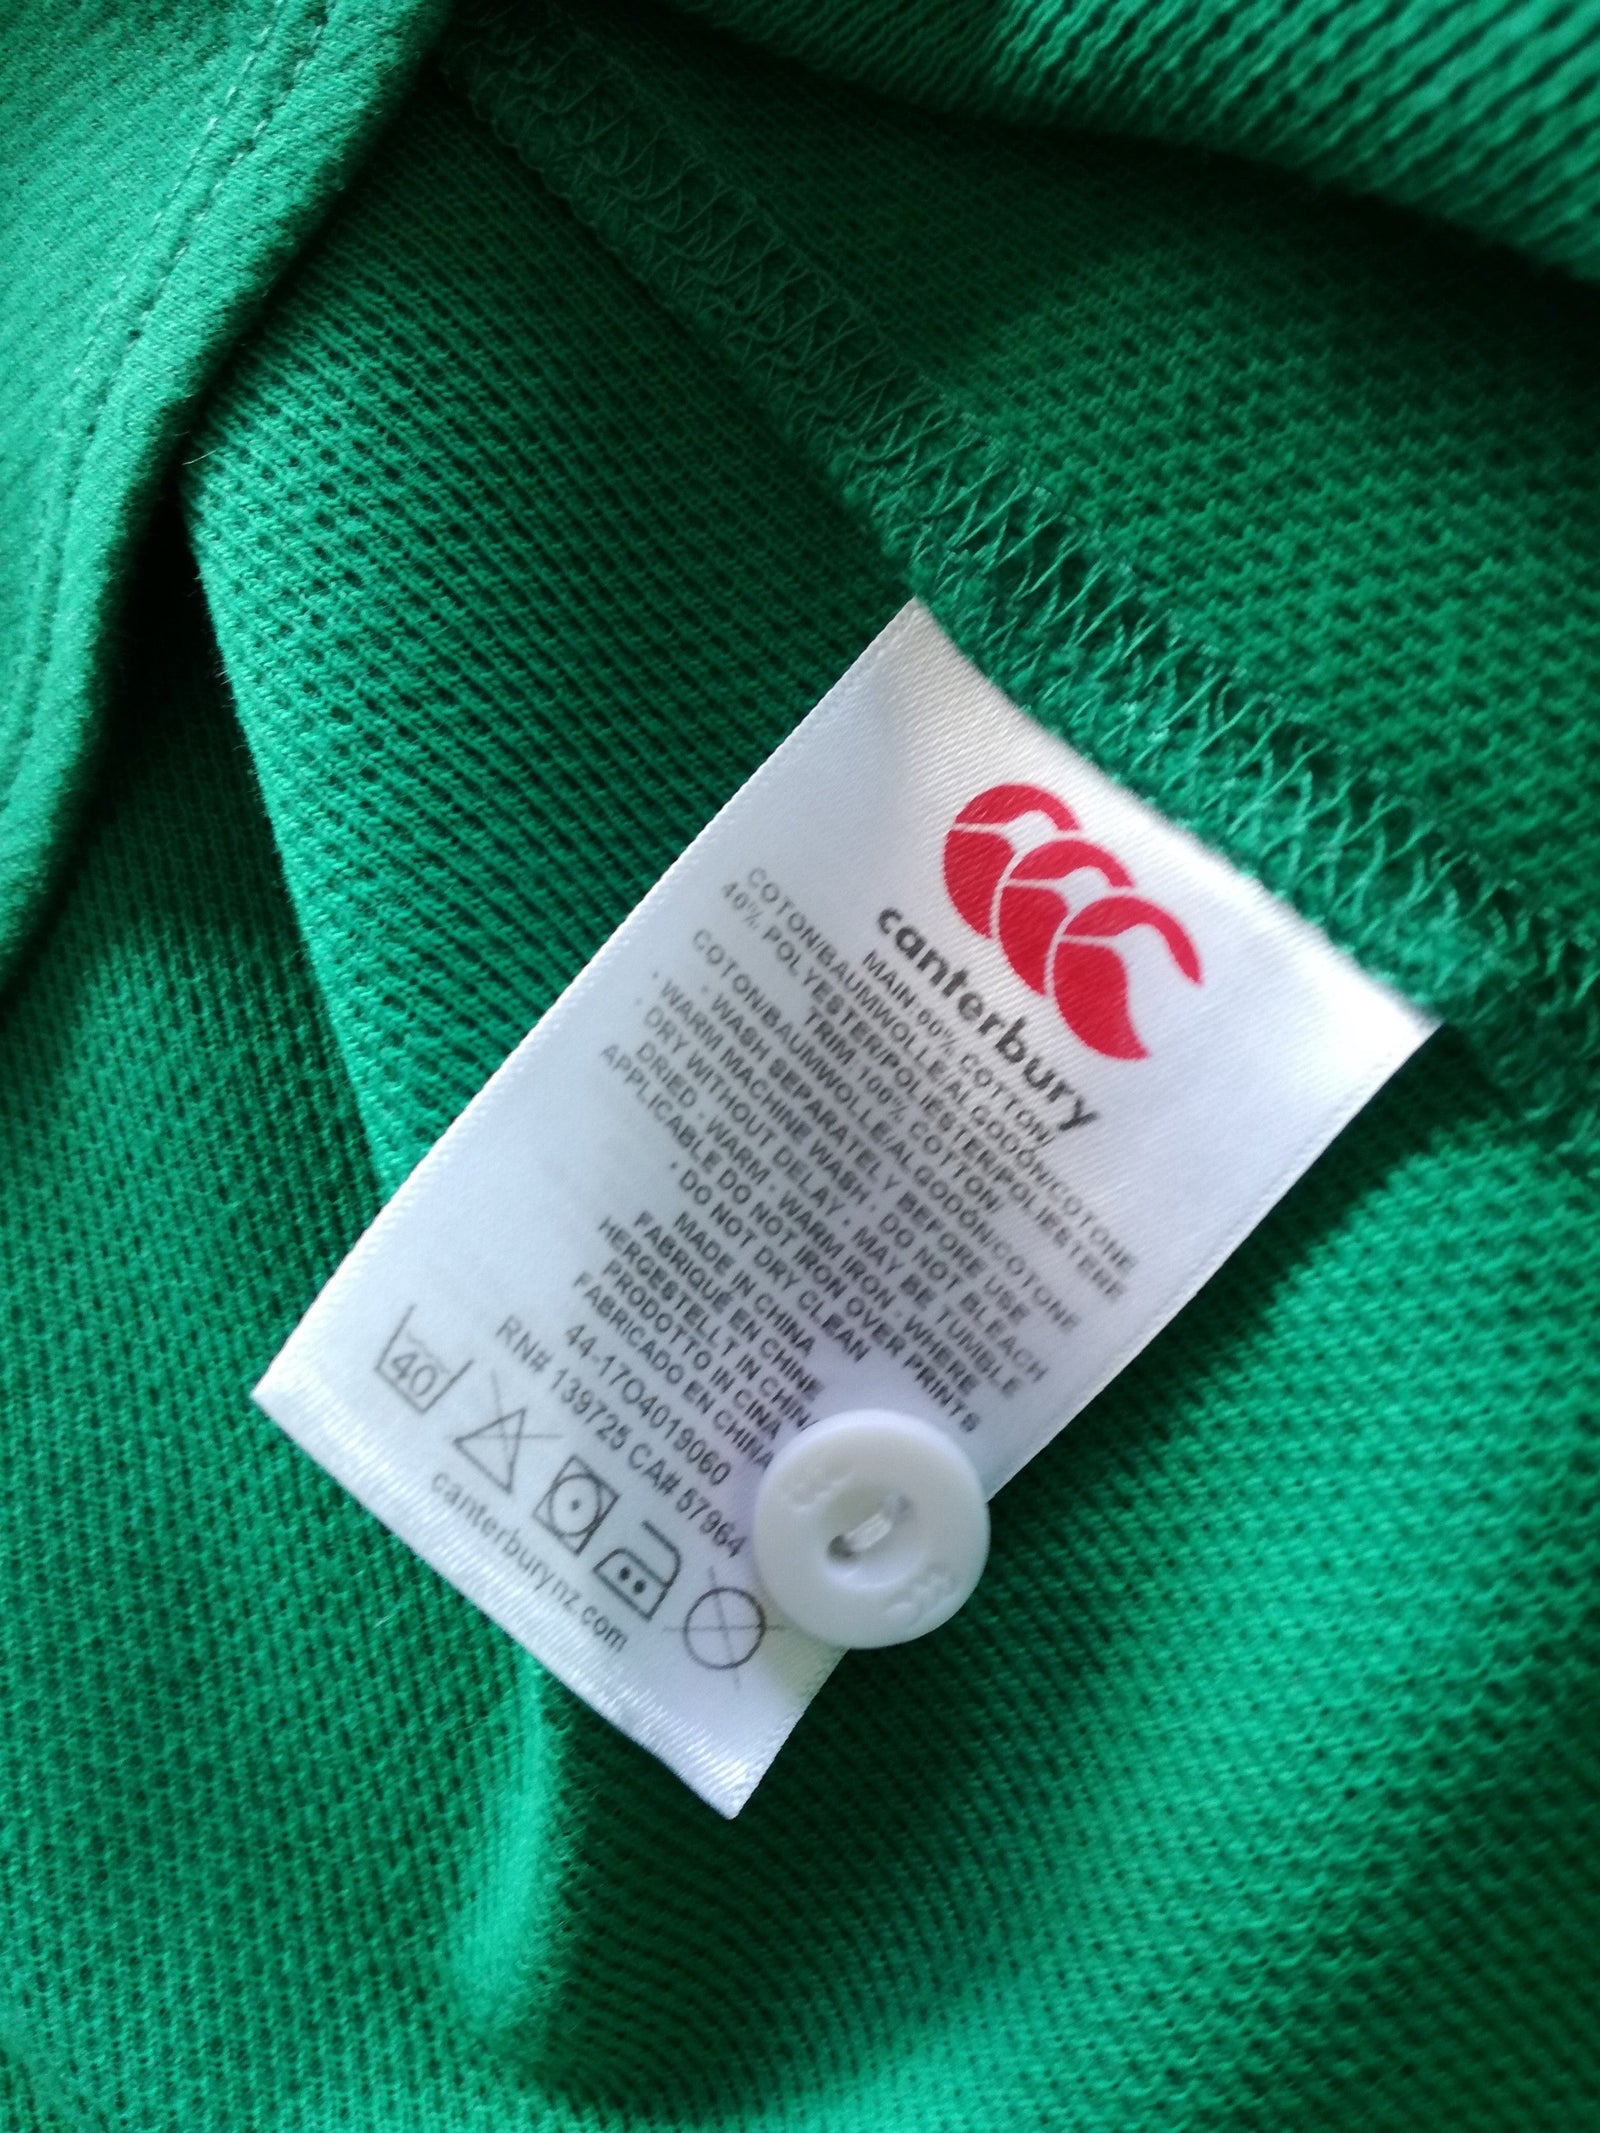 canterbury
MAIN 60% COTTON/
COTON/BAUMWOLLE/ALGODÓN/COTONE
40% POLYESTER/POLIESTER/POLIESTERE
TRIM 100% COTTON/
COTON/BAUMWOLLE/ALGODÓN/COTONE
· WASH SEPARATELY BEFORE USE
· WARM MACHINE WASH · DO NOT BLEACH
· DRY WITHOUT DELAY · MAY BE TUMBLE
DRIED · WARM · WARM IRON · WHERE
APPLICABLE DO NOT IRON OVER PRINTS
· DO NOT DRY CLEAN
MADE IN CHINA
FABRIQUÉ EN CHINE
HERGESTELLT IN CHINA
PRODOTTO IN CINA
FABRICADO EN CHINA
44-17O4019060
RN# 139725 CA# 57964
40
canterburynz.com